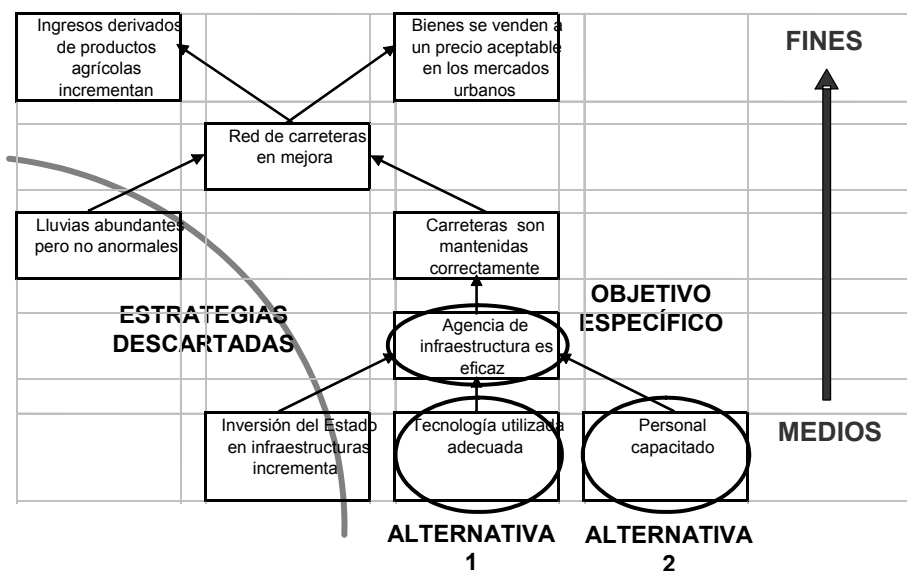 Ingresos derivados
de productos
agrícolas
incrementan
Bienes se venden a
un precio aceptable
en los mercados
urbanos
FINES
Red de carreteras
en mejora
Lluvias abundantes
pero no anormales
Carreteras son
mantenidas
correctamente
ESTRATEGIAS
DESCARTADAS
OBJETIVO
ESPECÍFICO
Agencia de
infraestructura es
eficaz
Inversión del Estado
en infraestructuras
incrementa
Tecnología utilizada
adecuada
Personal
capacitado
MEDIOS
ALTERNATIVA
1
ALTERNATIVA
2